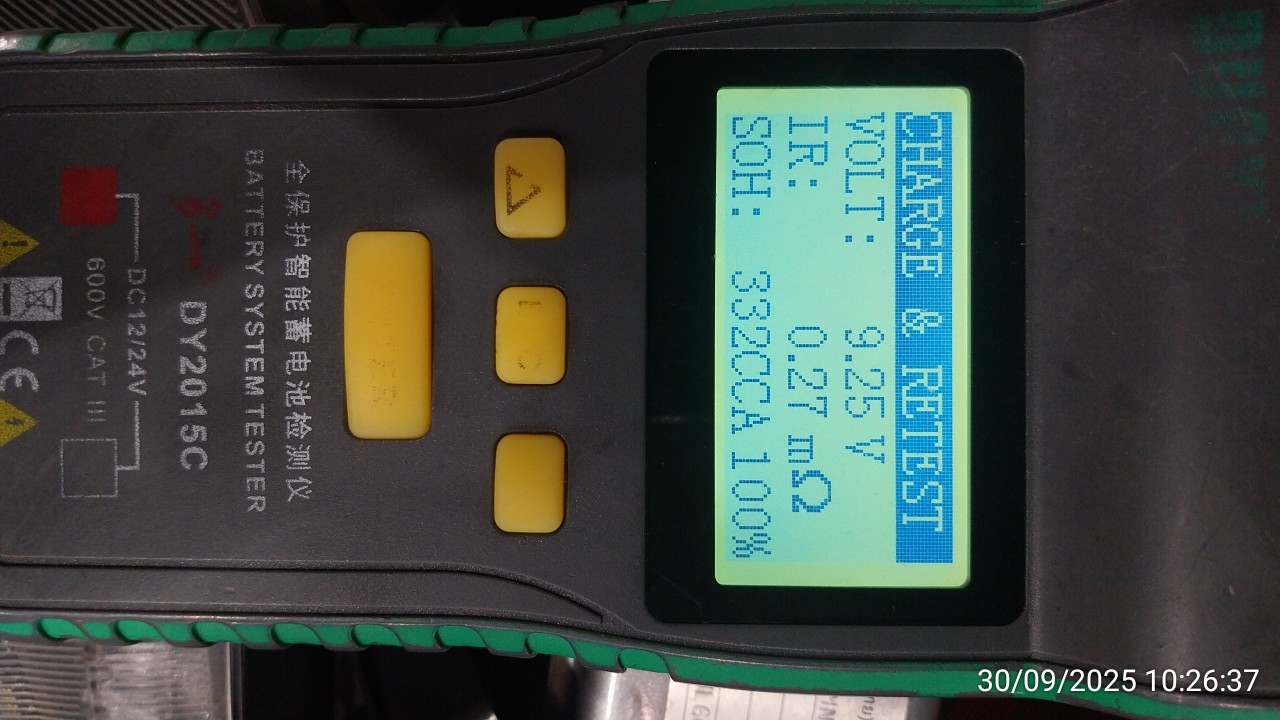 CHARGE & RETEST
VOLT: 9.25 V
IR: 0.27 mΩ
SOH: 332CCA 100%
全保护智能蓄电池检测仪
BATTERY SYSTEM TESTER
DY2015C
DC12/24V
600V CAT III
CE
30/09/2025 10:26:37